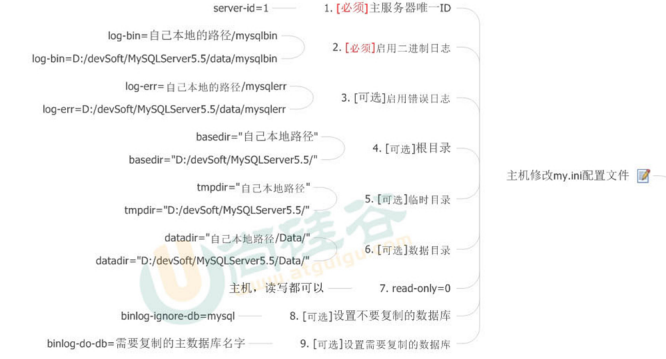 主机修改my.ini配置文件
1. [必须]主服务器唯一ID
server-id=1
2. [必须]启用二进制日志
log-bin=自己本地的路径/mysqlbin
log-bin=D:/devSoft/MySQLServer5.5/data/mysqlbin
3. [可选]启用错误日志
log-err=自己本地的路径/mysqlerr
log-err=D:/devSoft/MySQLServer5.5/data/mysqlerr
4. [可选]根目录
basedir="自己本地路径"
basedir="D:/devSoft/MySQLServer5.5/"
5. [可选]临时目录
tmpdir="自己本地路径"
tmpdir="D:/devSoft/MySQLServer5.5/"
6. [可选]数据目录
datadir="自己本地路径/Data/"
datadir="D:/devSoft/MySQLServer5.5/Data/"
7. read-only=0
主机，读写都可以
8. [可选]设置不要复制的数据库
binlog-ignore-db=mysql
9. [可选]设置需要复制的数据库
binlog-do-db=需要复制的主数据库名字
尚硅谷
www.atguigu.com